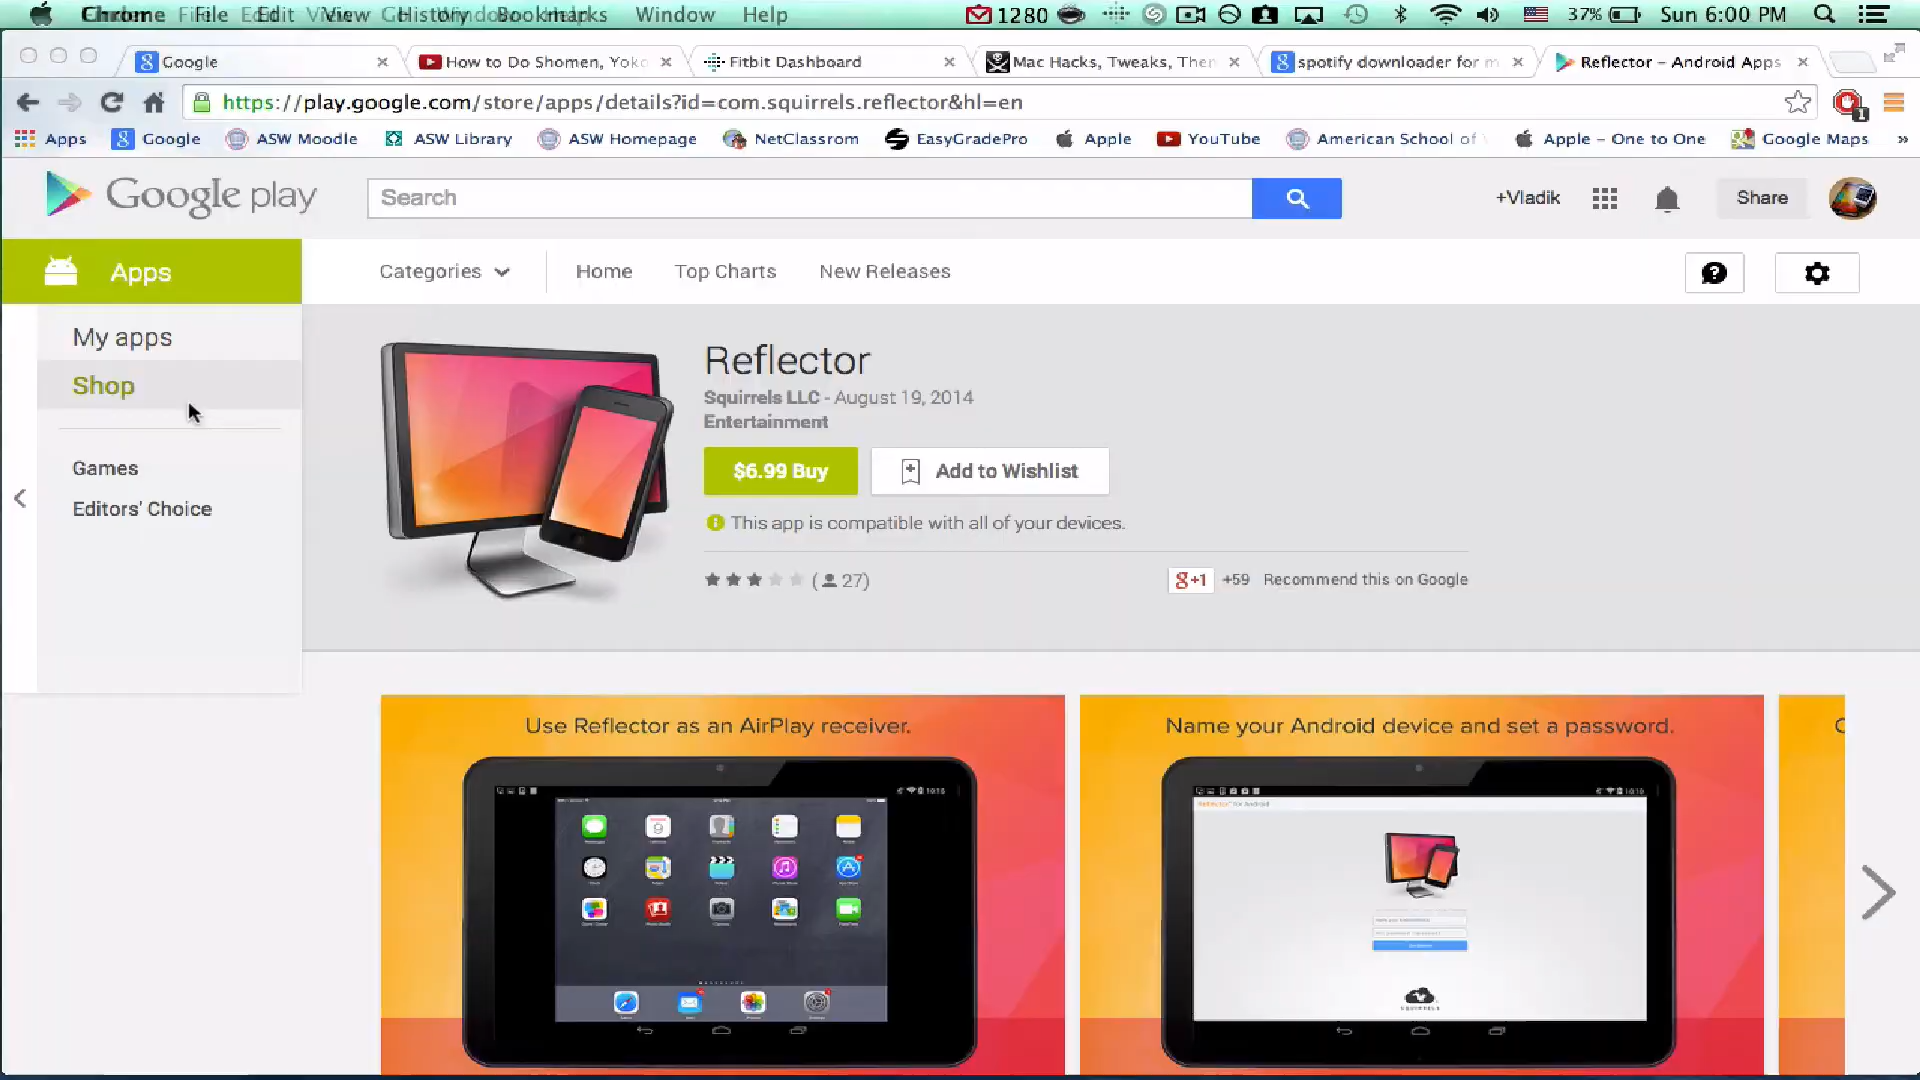 Chrome File Edit View History Bookmarks Window Help 1280 37% Sun 6:00 PM
Google
How to Do Shomen, Yoko
Fitbit Dashboard
Mac Hacks, Tweaks, Then
spotify downloader for m
Reflector – Android Apps
https://play.google.com/store/apps/details?id=com.squirrels.reflector&hl=en
1
Apps Google ASW Moodle ASW Library ASW Homepage NetClassrom EasyGradePro Apple YouTube American School of Apple – One to One Google Maps »
Google play
Search
+Vladik
Share
Apps
Categories
Home
Top Charts
New Releases
My apps
Shop
Games
Editors' Choice
Reflector
Squirrels LLC - August 19, 2014
Entertainment
$6.99 Buy
Add to Wishlist
This app is compatible with all of your devices.
(27)
g+1 +59 Recommend this on Google
Use Reflector as an AirPlay receiver.
Name your Android device and set a password.